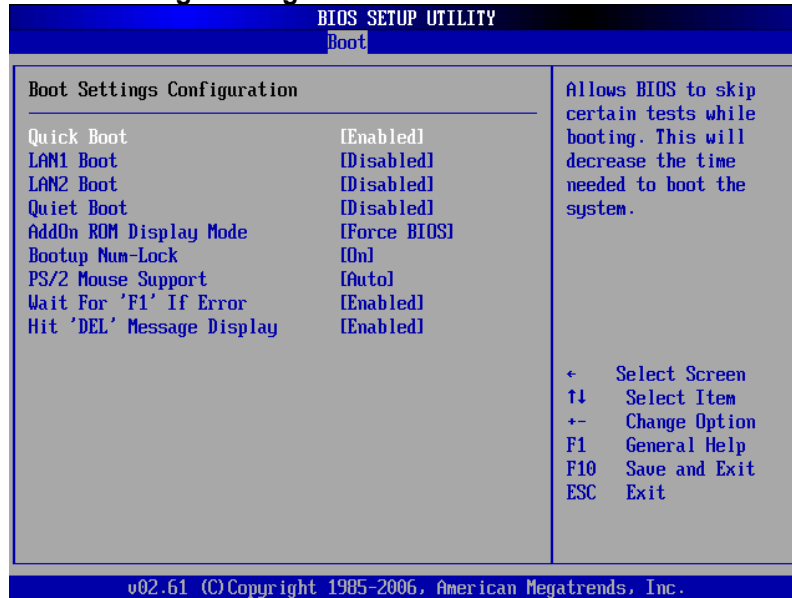 BIOS SETUP UTILITY
Boot
Boot Settings Configuration
Quick Boot [Enabled]
LAN1 Boot [Disabled]
LAN2 Boot [Disabled]
Quiet Boot [Disabled]
AddOn ROM Display Mode [Force BIOS]
Bootup Num-Lock [On]
PS/2 Mouse Support [Auto]
Wait For 'F1' If Error [Enabled]
Hit 'DEL' Message Display [Enabled]
Allows BIOS to skip
certain tests while
booting. This will
decrease the time
needed to boot the
system.
← Select Screen
↑↓ Select Item
+- Change Option
F1 General Help
F10 Save and Exit
ESC Exit
v02.61 (C)Copyright 1985-2006, American Megatrends, Inc.